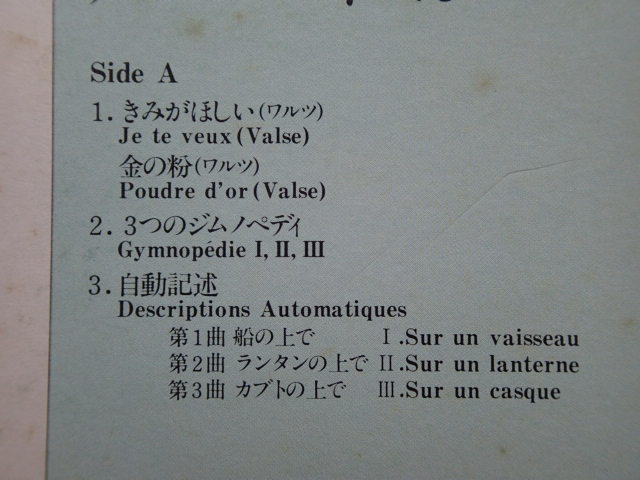 Side A
1. きみがほしい(ワルツ)
Je te veux(Valse)
金の粉(ワルツ)
Poudre d'or(Valse)
2. 3つのジムノペディ
Gymnopédie I, II, III
3. 自動記述
Descriptions Automatiques
第1曲 船の上で I.Sur un vaisseau
第2曲 ランタンの上で II.Sur un lanterne
第3曲 カブトの上で III.Sur un casque